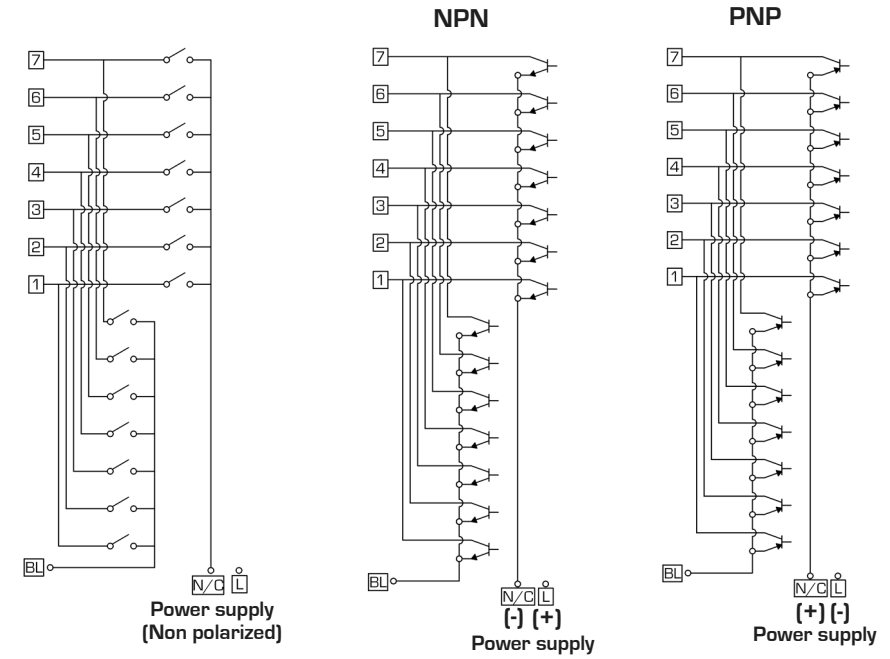 NPN
PNP
7
6
5
4
3
2
1
BL
N/C L
Power supply
(Non polarized)
7
6
5
4
3
2
1
BL
N/C L
(-) (+)
Power supply
7
6
5
4
3
2
1
BL
N/C L
(+) (-)
Power supply